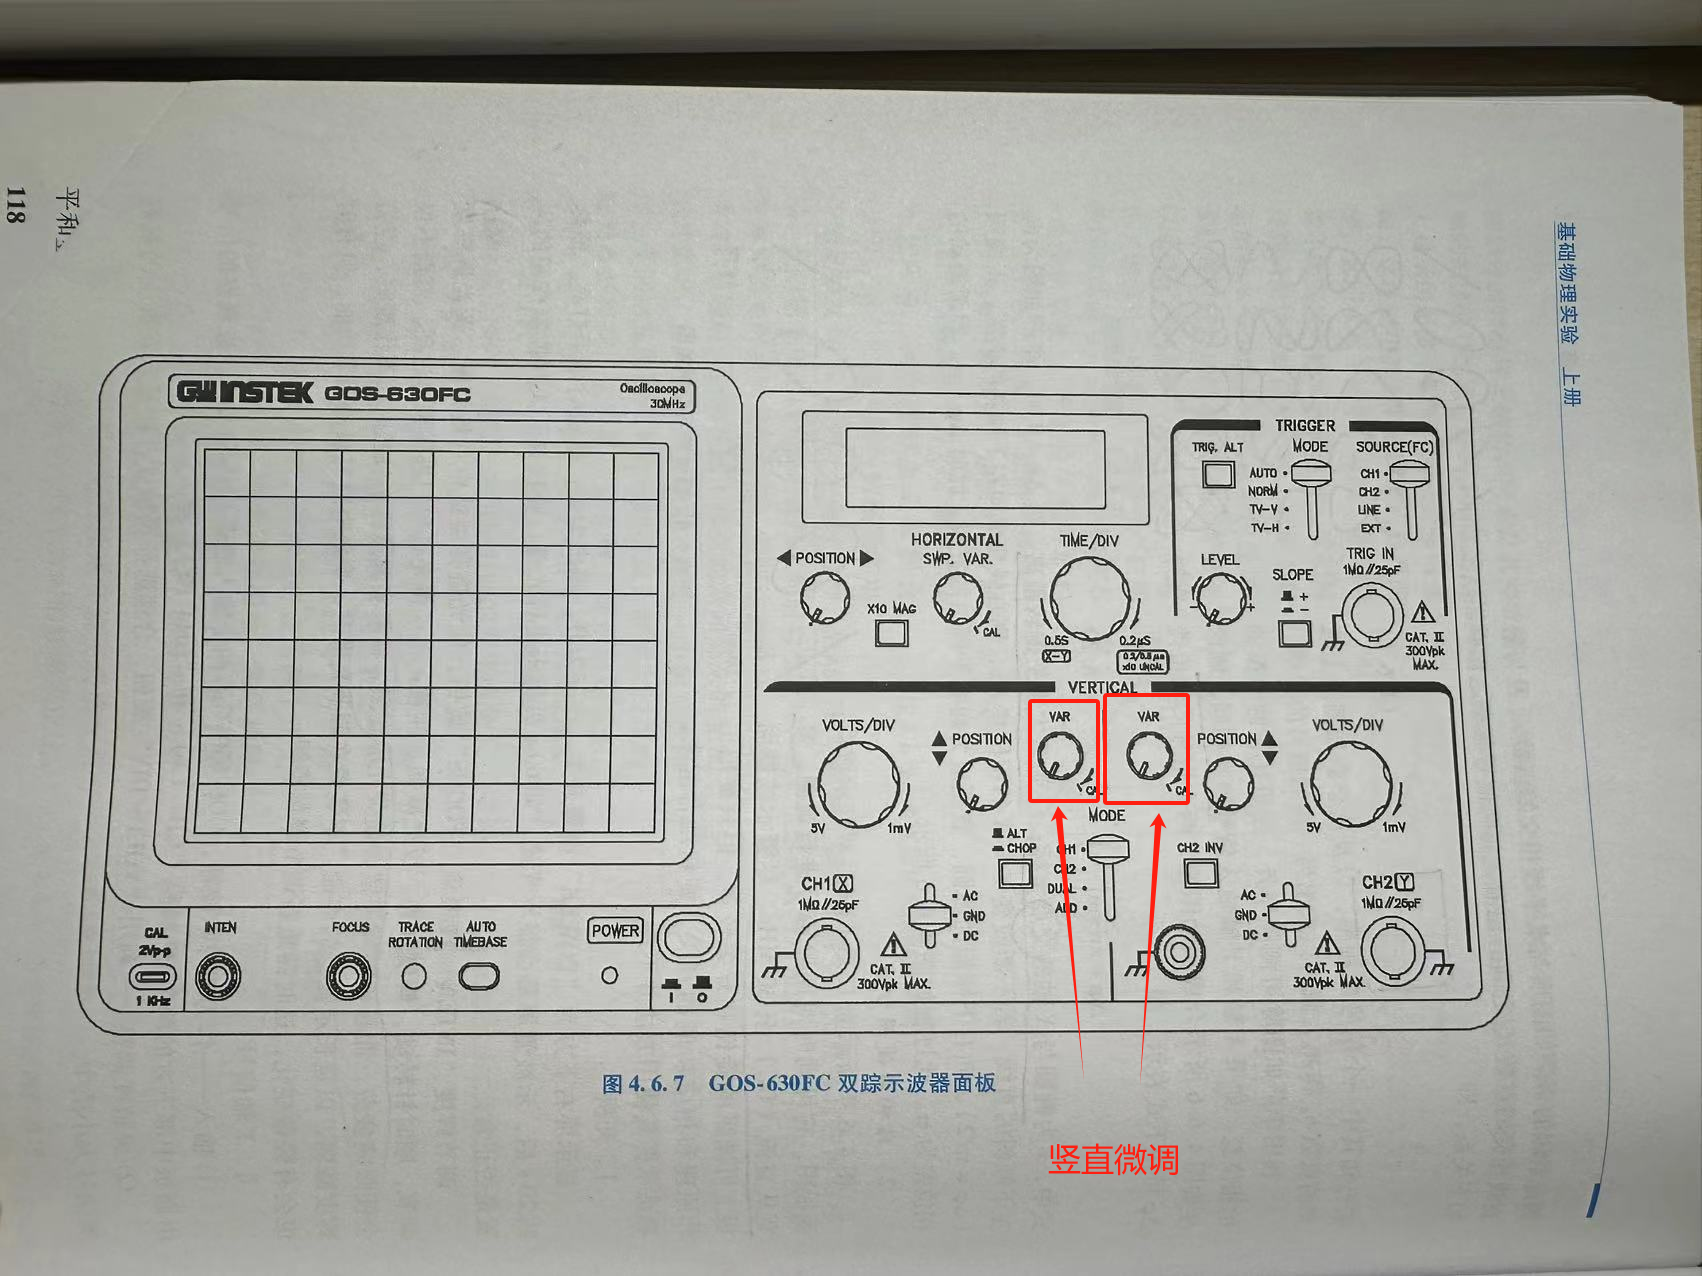 118
平和
基础物理实验 上册
GWINSTEK GOS-630FC
Oscilloscope
30MHz
TRIGGER
TRIG. ALT
MODE
SOURCE(FC)
AUTO
NORM
TV-V
TV-H
CH1
CH2
LINE
EXT
HORIZONTAL
POSITION
SWP. VAR.
TIME/DIV
X10 MAG
CAL
0.5S
X-Y
0.2µS
x10 UNCAL
LEVEL
- +
SLOPE
+
-
TRIG IN
1MΩ//25pF
CAT. II
300Vpk
MAX.
VERTICAL
VOLTS/DIV
POSITION
VAR
VAR
POSITION
VOLTS/DIV
5V
1mV
CAL
CAL
5V
1mV
ALT
CHOP
MODE
CH1
CH2
DUAL
ADD
CH2 INV
CH1 X
1MΩ//25pF
AC
GND
DC
CAT. II
300Vpk MAX.
AC
GND
DC
CH2 Y
1MΩ//25pF
CAT. II
300Vpk MAX.
CAL
2Vp-p
1 KHz
INTEN
FOCUS
TRACE
ROTATION
AUTO
TIMEBASE
POWER
I O
图 4.6.7 GOS-630FC 双踪示波器面板
竖直微调